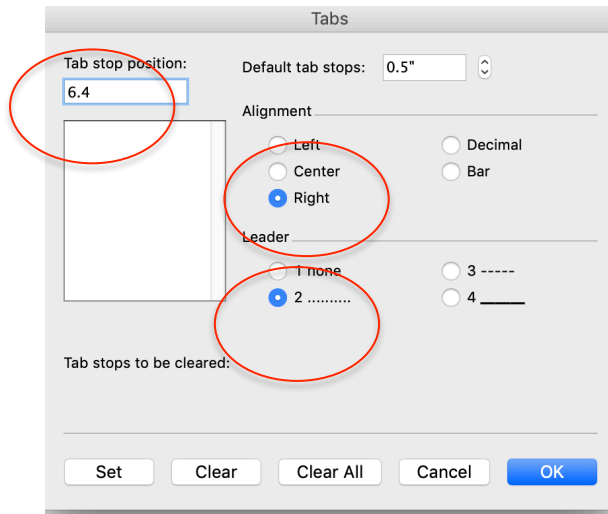 Tabs
Tab stop position:
6.4
Default tab stops: 0.5"
Alignment
Left
Decimal
Center
Bar
Right
Leader
1 none
3 -----
2 ..........
4 _____
Tab stops to be cleared:
Set Clear Clear All Cancel OK